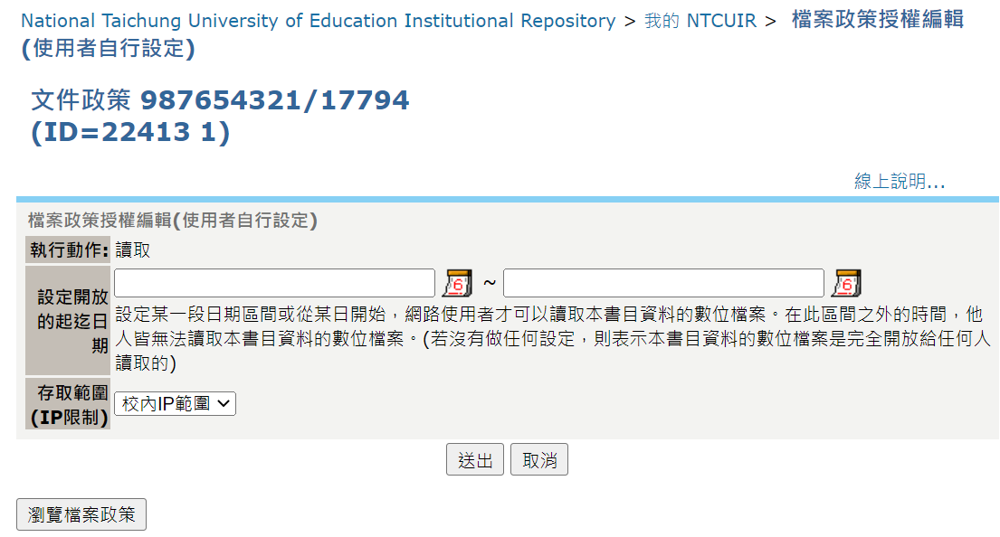 National Taichung University of Education Institutional Repository > 我的 NTCUIR > 檔案政策授權編輯
(使用者自行設定)
文件政策 987654321/17794
(ID=22413 1)
線上說明...
檔案政策授權編輯(使用者自行設定)
執行動作: 讀取
設定開放的起迄日期
~
設定某一段日期區間或從某日開始，網路使用者才可以讀取本書目資料的數位檔案。在此區間之外的時間，他
人皆無法讀取本書目資料的數位檔案。(若沒有做任何設定，則表示本書目資料的數位檔案是完全開放給任何人
讀取的)
存取範圍
(IP限制)
校內IP範圍
送出 取消
瀏覽檔案政策